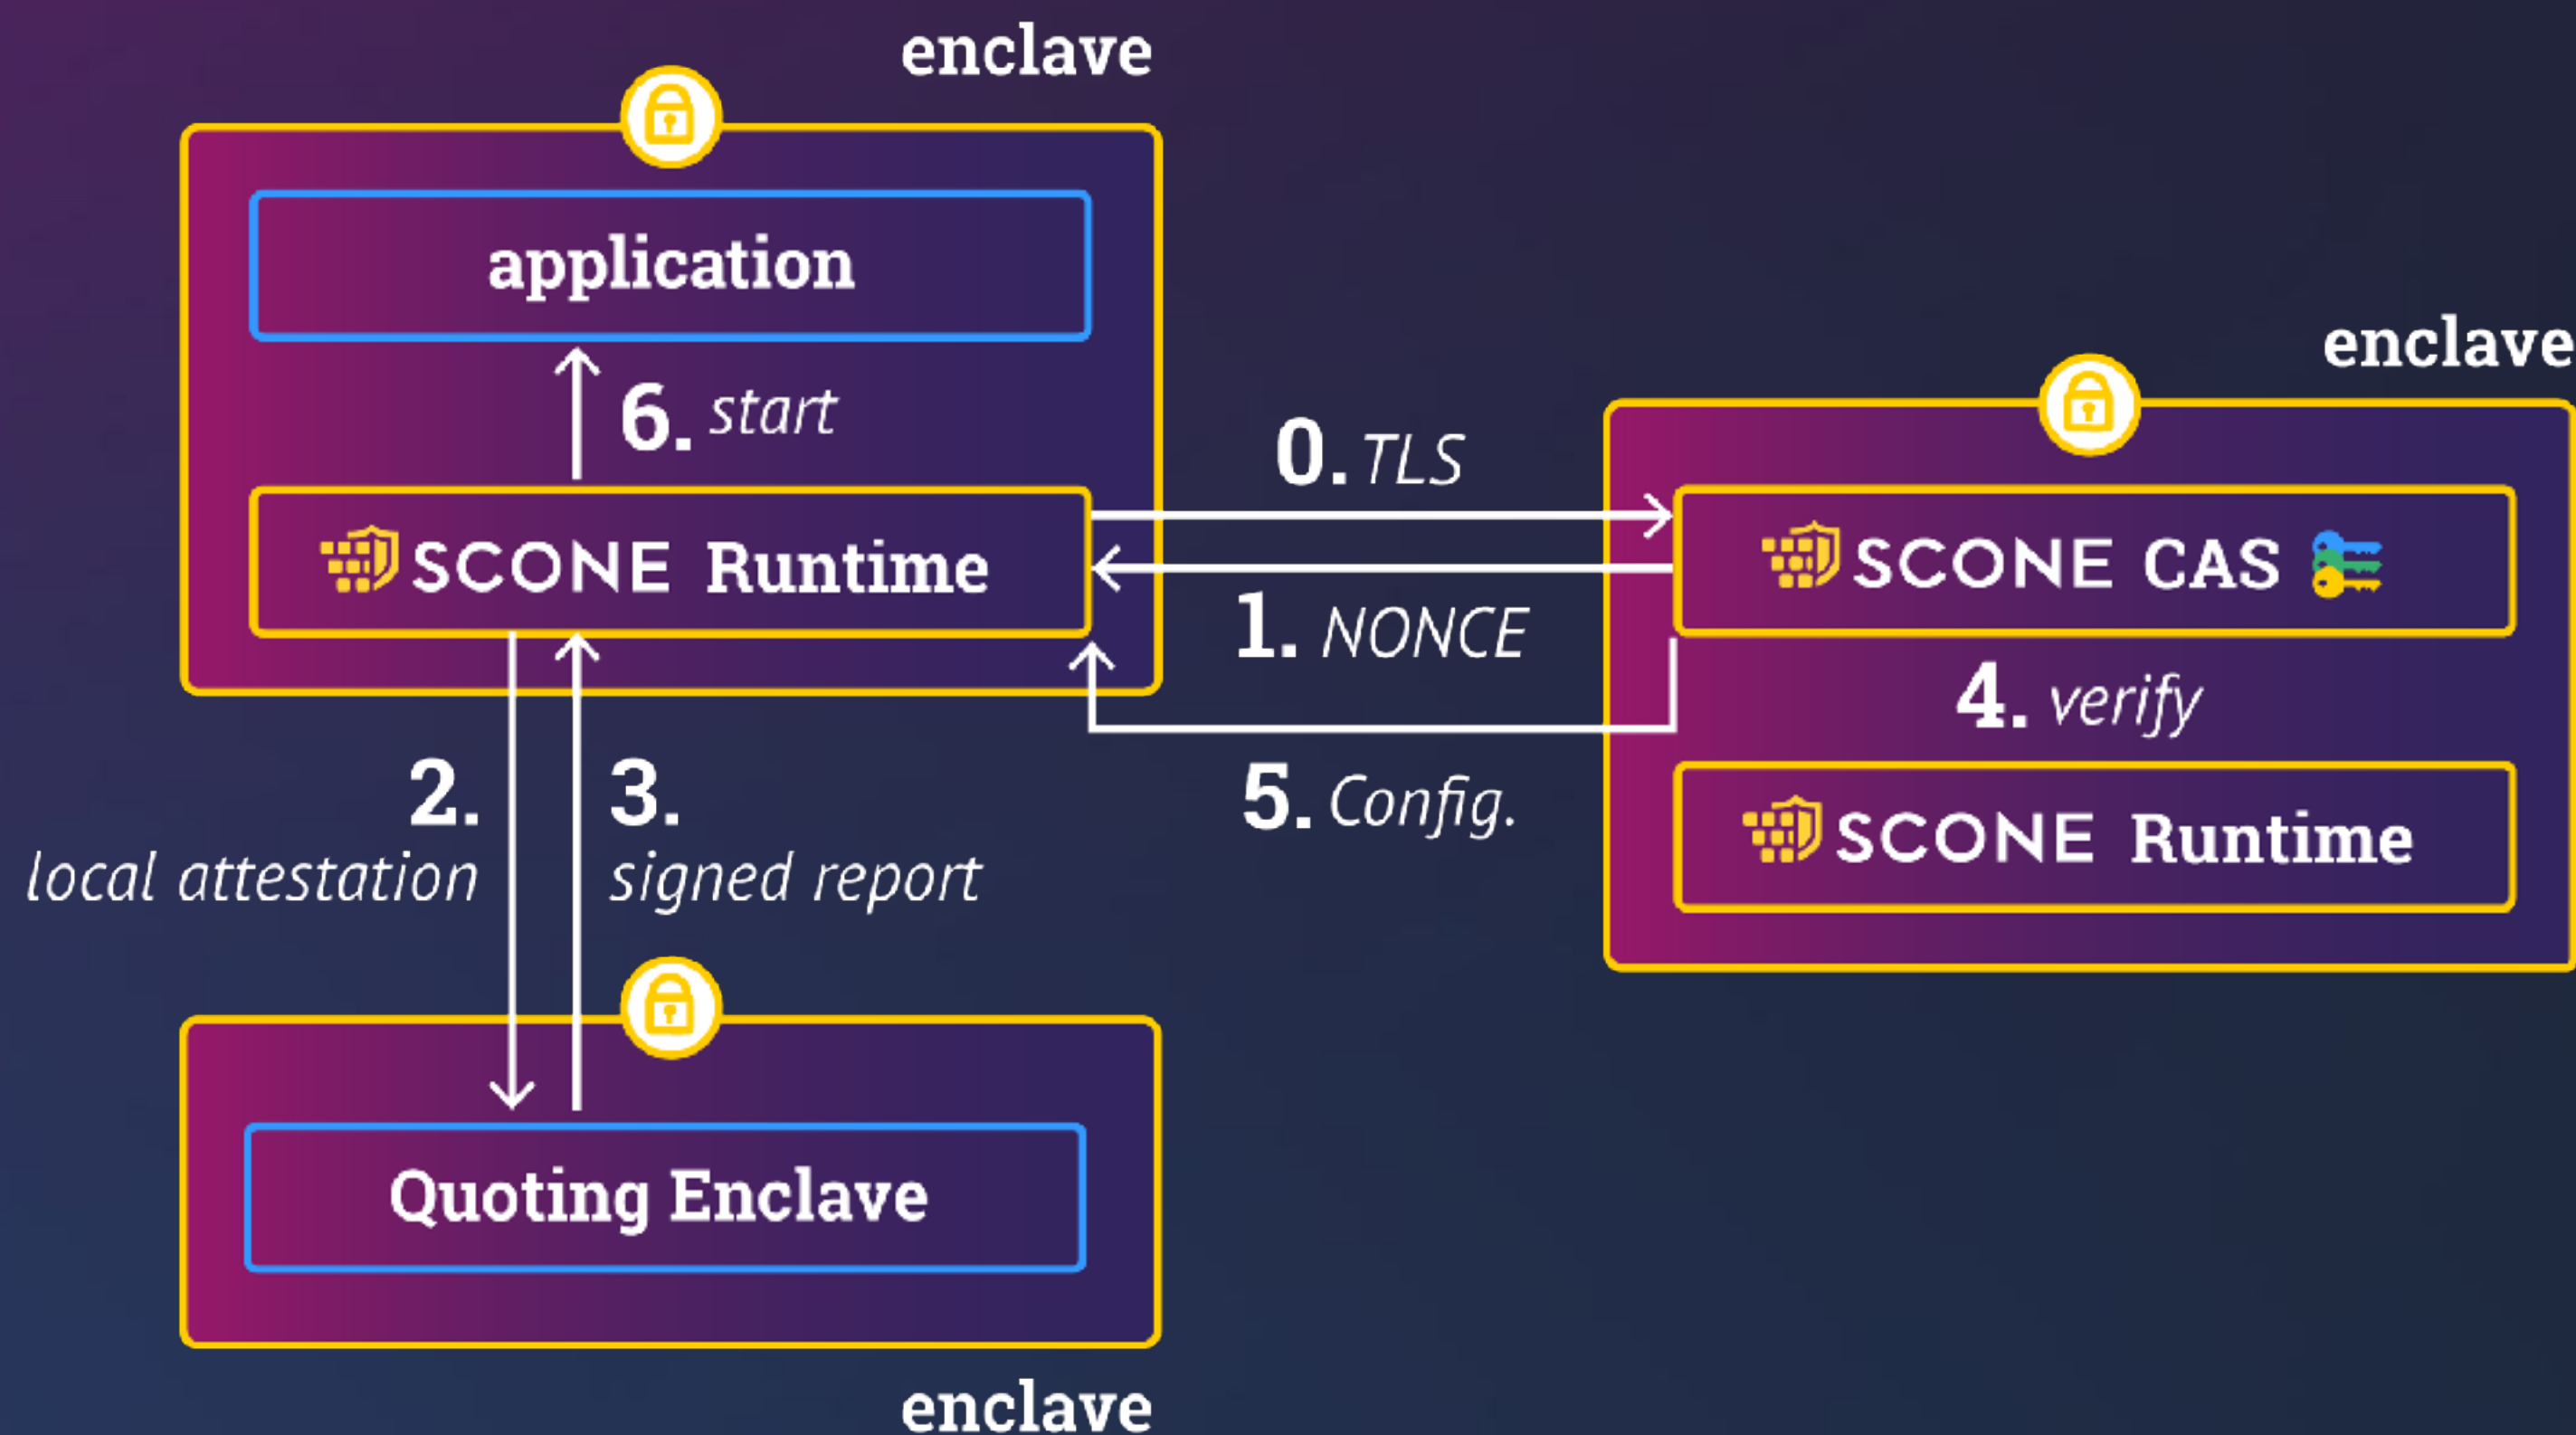 enclave
application
6. start
SCONE Runtime
0. TLS
1. NONCE
5. Config.
enclave
SCONE CAS
4. verify
SCONE Runtime
2.
local attestation
3.
signed report
Quoting Enclave
enclave